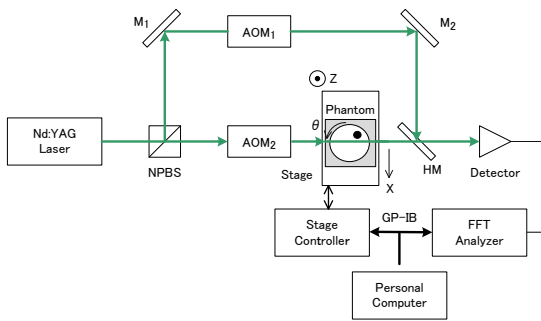 M₁
AOM₁
M₂
Z
Phantom
θ
Nd:YAG
Laser
NPBS
AOM₂
Stage
X
HM
Detector
Stage
Controller
GP-IB
FFT
Analyzer
Personal
Computer